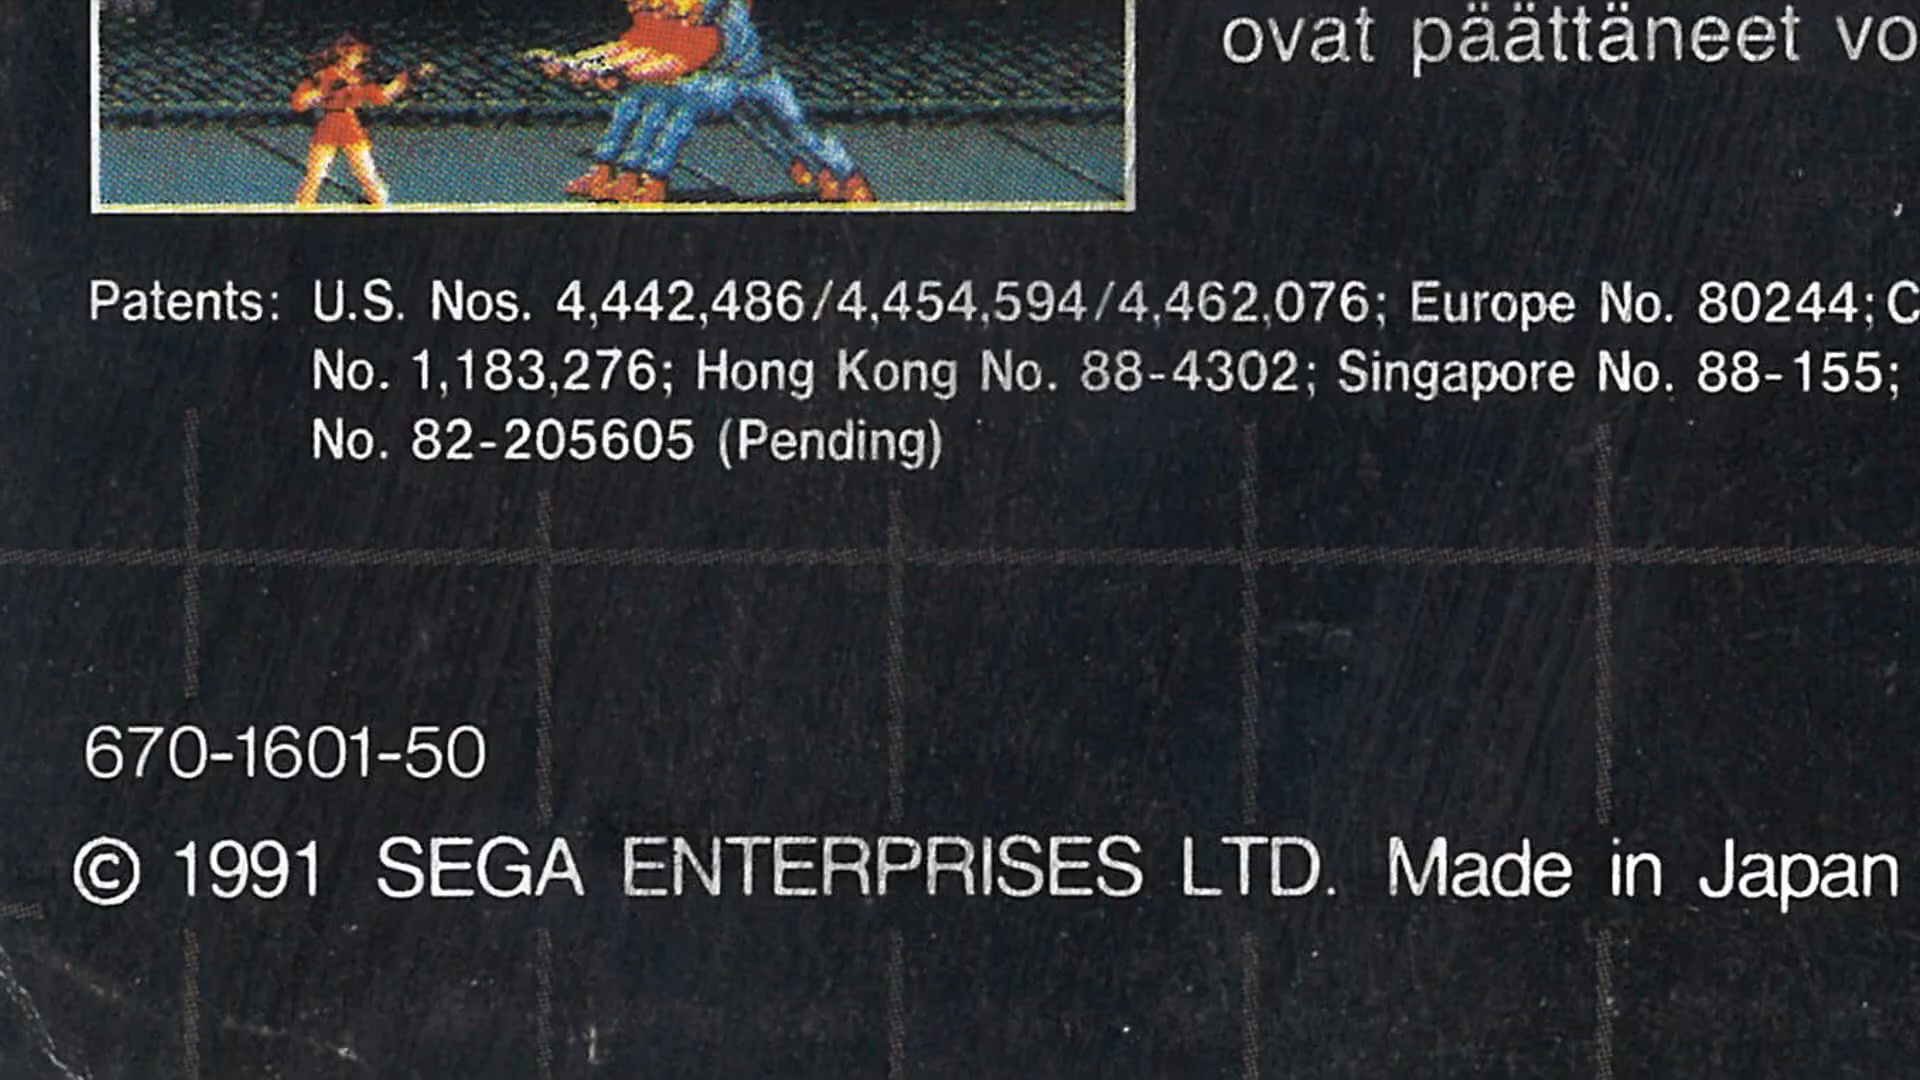 ovat päättäneet vo
Patents: U.S. Nos. 4,442,486/4,454,594/4,462,076; Europe No. 80244; C
No. 1,183,276; Hong Kong No. 88-4302; Singapore No. 88-155;
No. 82-205605 (Pending)
670-1601-50
© 1991 SEGA ENTERPRISES LTD. Made in Japan